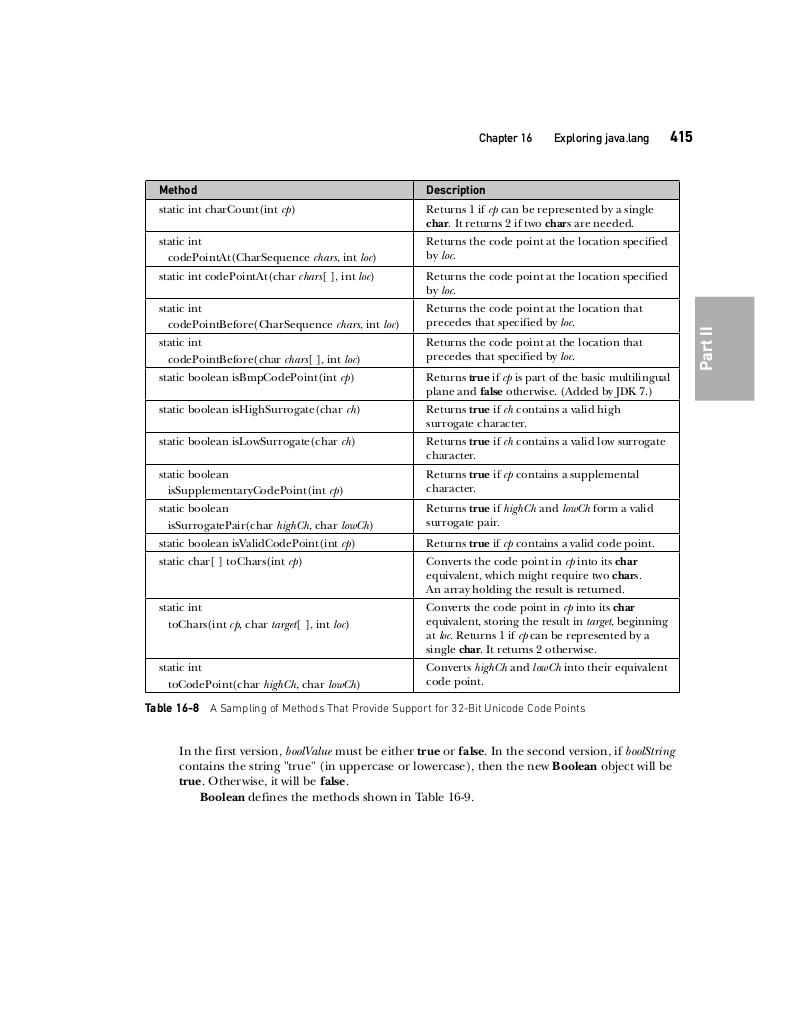 Chapter 16 Exploring java.lang 415
Method Description
static int charCount(int cp) Returns 1 if cp can be represented by a single
char. It returns 2 if two chars are needed.
static int Returns the code point at the location specified
codePointAt(CharSequence chars, int loc) by loc.
static int codePointAt(char chars[ ], int loc) Returns the code point at the location specified
by loc.
static int Returns the code point at the location that
codePointBefore(CharSequence chars, int loc) precedes that specified by loc.
static int Returns the code point at the location that
codePointBefore(char chars[ ], int loc) precedes that specified by loc.
static boolean isBmpCodePoint(int cp) Returns true if cp is part of the basic multilingual
plane and false otherwise. (Added by JDK 7.)
static boolean isHighSurrogate(char ch) Returns true if ch contains a valid high
surrogate character.
static boolean isLowSurrogate(char ch) Returns true if ch contains a valid low surrogate
character.
static boolean Returns true if cp contains a supplemental
isSupplementaryCodePoint(int cp) character.
static boolean Returns true if highCh and lowCh form a valid
isSurrogatePair(char highCh, char lowCh) surrogate pair.
static boolean isValidCodePoint(int cp) Returns true if cp contains a valid code point.
static char[ ] toChars(int cp) Converts the code point in cp into its char
equivalent, which might require two chars.
An array holding the result is returned.
static int Converts the code point in cp into its char
toChars(int cp, char target[ ], int loc) equivalent, storing the result in target, beginning
at loc. Returns 1 if cp can be represented by a
single char. It returns 2 otherwise.
static int Converts highCh and lowCh into their equivalent
toCodePoint(char highCh, char lowCh) code point.
Table 16-8 A Sampling of Methods That Provide Support for 32-Bit Unicode Code Points
In the first version, boolValue must be either true or false. In the second version, if boolString
contains the string "true" (in uppercase or lowercase), then the new Boolean object will be
true. Otherwise, it will be false.
Boolean defines the methods shown in Table 16-9.
Part II